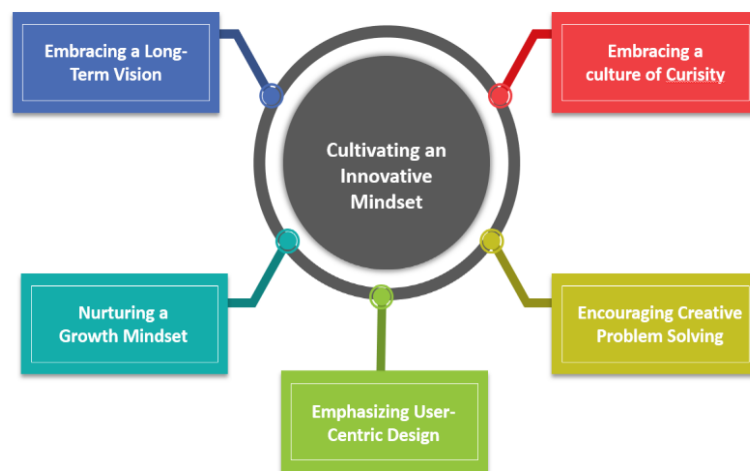 Embracing a Long-
Term Vision
Embracing a
culture of Curisity
Cultivating an
Innovative
Mindset
Nurturing a
Growth Mindset
Encouraging Creative
Problem Solving
Emphasizing User-
Centric Design